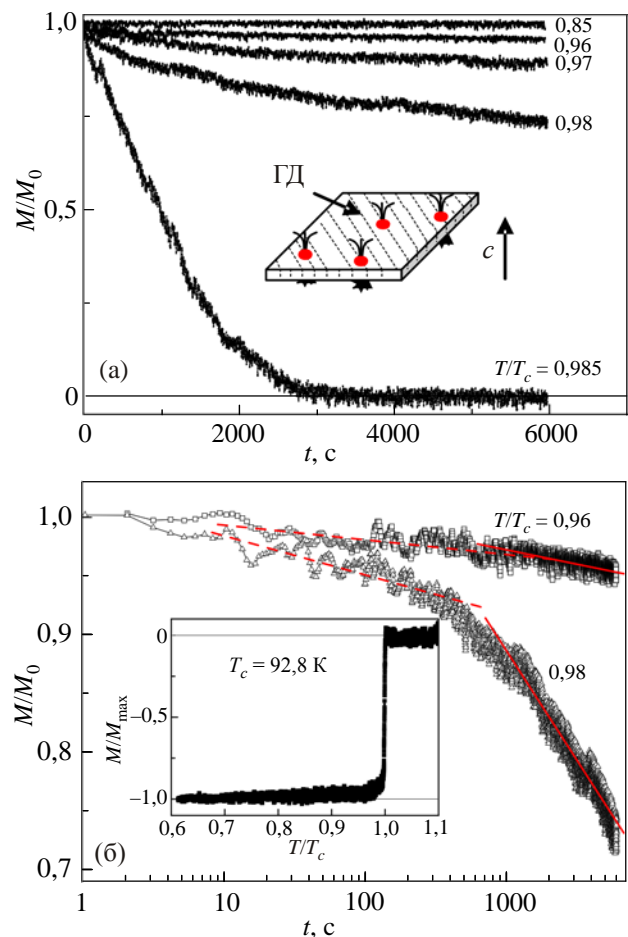 1,0
0,85
0,96
0,97
0,98
M/M0
0,5
ГД
c
(а)
T/Tc = 0,985
0
0 2000 4000 6000
t, с
1,0
T/Tc = 0,96
0,9
0,98
M/M0
0,8
0,7
0
Tc = 92,8 К
M/Mmax
–0,5
–1,0
0,6 0,7 0,8 0,9 1,0 1,1
T/Tc
(б)
1 10 100 1000
t, с